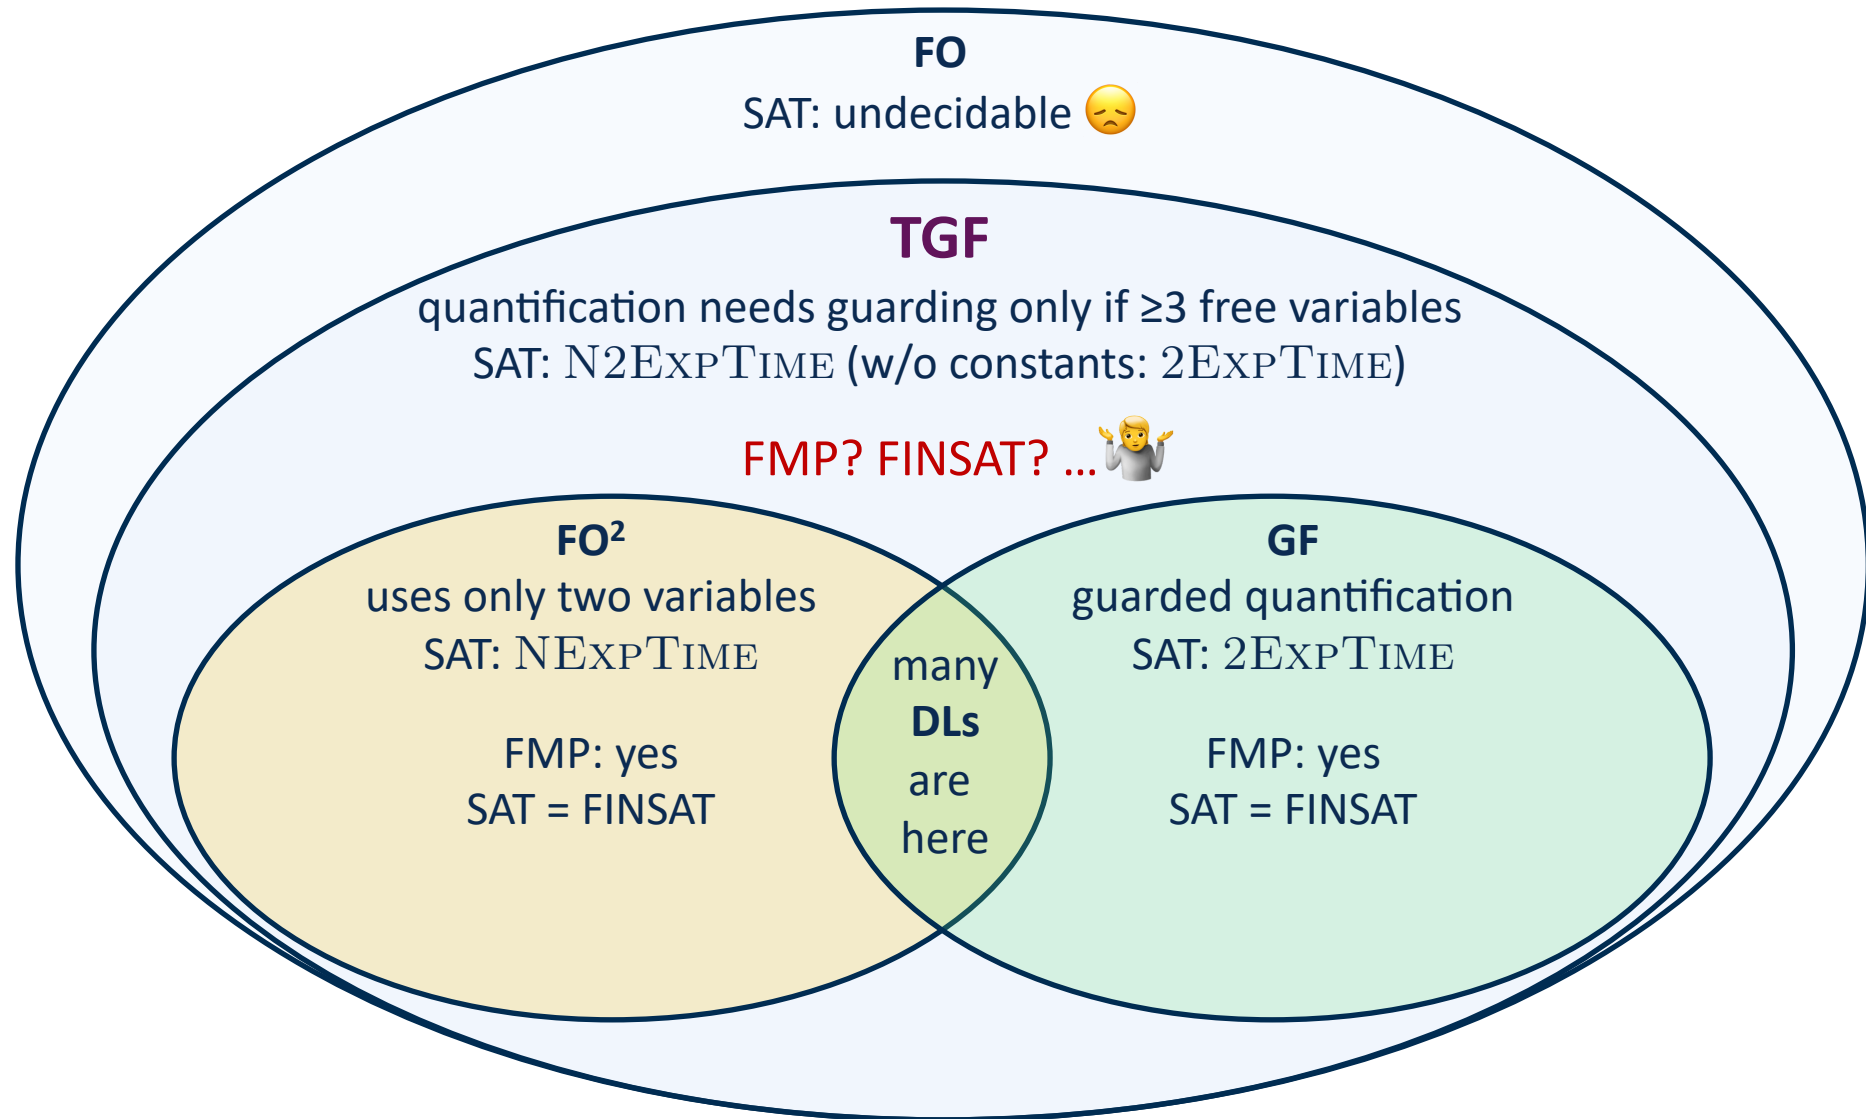 FO
SAT: undecidable 😞
TGF
quantification needs guarding only if ≥3 free variables
SAT: N2ExpTime (w/o constants: 2ExpTime)
FMP? FINSAT? ...🤷
FO²
uses only two variables
SAT: NExpTime
FMP: yes
SAT = FINSAT
many
DLs
are
here
GF
guarded quantification
SAT: 2ExpTime
FMP: yes
SAT = FINSAT